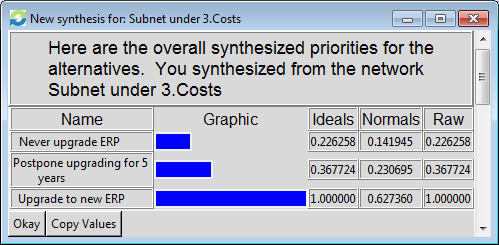 New synthesis for: Subnet under 3.Costs
Here are the overall synthesized priorities for the
alternatives.  You synthesized from the network
Subnet under 3.Costs
Name Graphic Ideals Normals Raw
Never upgrade ERP 0.226258 0.141945 0.226258
Postpone upgrading for 5
years 0.367724 0.230695 0.367724
Upgrade to new ERP 1.000000 0.627360 1.000000
Okay Copy Values